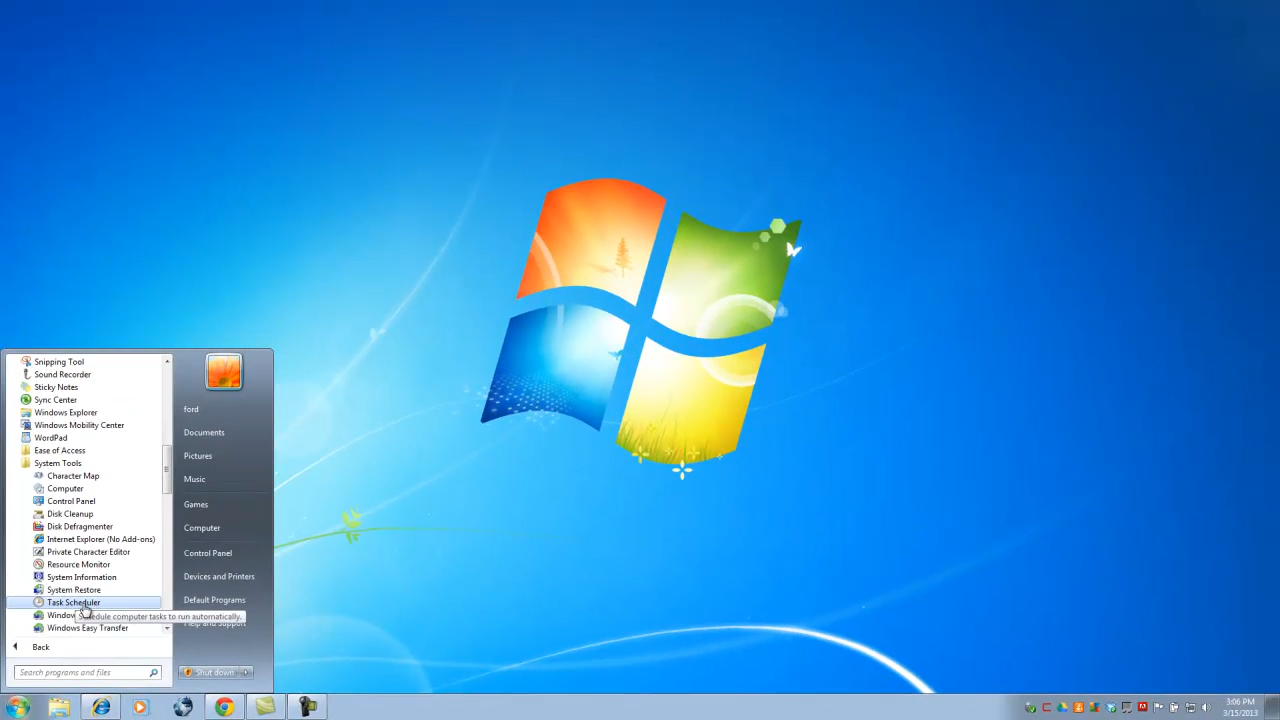 Snipping Tool
Sound Recorder
Sticky Notes
Sync Center
Windows Explorer
Windows Mobility Center
WordPad
Ease of Access
System Tools
Character Map
Computer
Control Panel
Disk Cleanup
Disk Defragmenter
Internet Explorer (No Add-ons)
Private Character Editor
Resource Monitor
System Information
System Restore
Task Scheduler
Schedule computer tasks to run automatically.
Windows Easy Transfer
Back
Search programs and files
ford
Documents
Pictures
Music
Games
Computer
Control Panel
Devices and Printers
Default Programs
Help and Support
Shut down
3:06 PM
3/15/2013